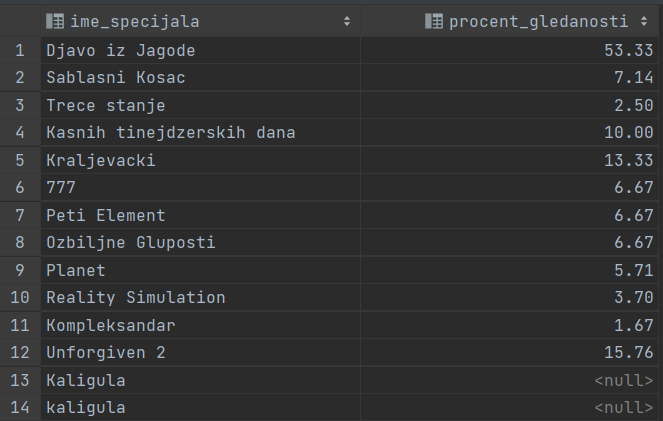 ime_specijala procent_gledanosti
1 Djavo iz Jagode 53.33
2 Sablasni Kosac 7.14
3 Trece stanje 2.50
4 Kasnih tinejdzerskih dana 10.00
5 Kraljevacki 13.33
6 777 6.67
7 Peti Element 6.67
8 Ozbiljne Gluposti 6.67
9 Planet 5.71
10 Reality Simulation 3.70
11 Kompleksandar 1.67
12 Unforgiven 2 15.76
13 Kaligula <null>
14 kaligula <null>